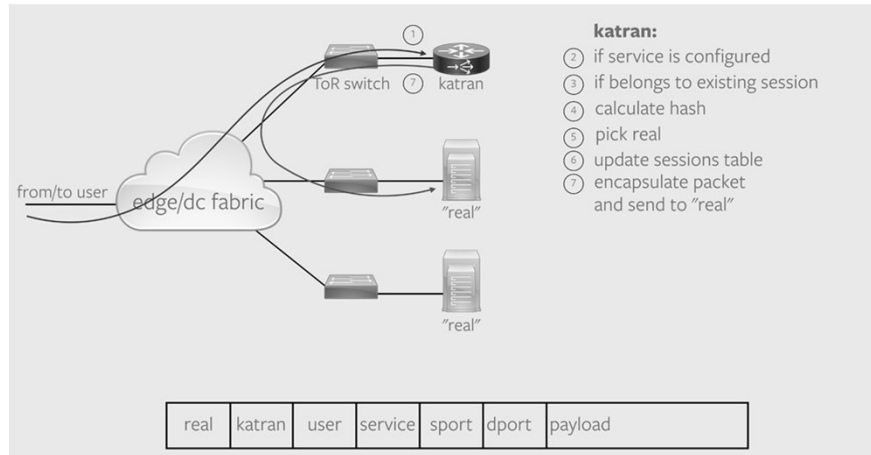 katran:
1
2 if service is configured
3 if belongs to existing session
ToR switch
7
katran
4 calculate hash
5 pick real
6 update sessions table
7 encapsulate packet
and send to "real"
from/to user
edge/dc fabric
"real"
"real"
real katran user service sport dport payload